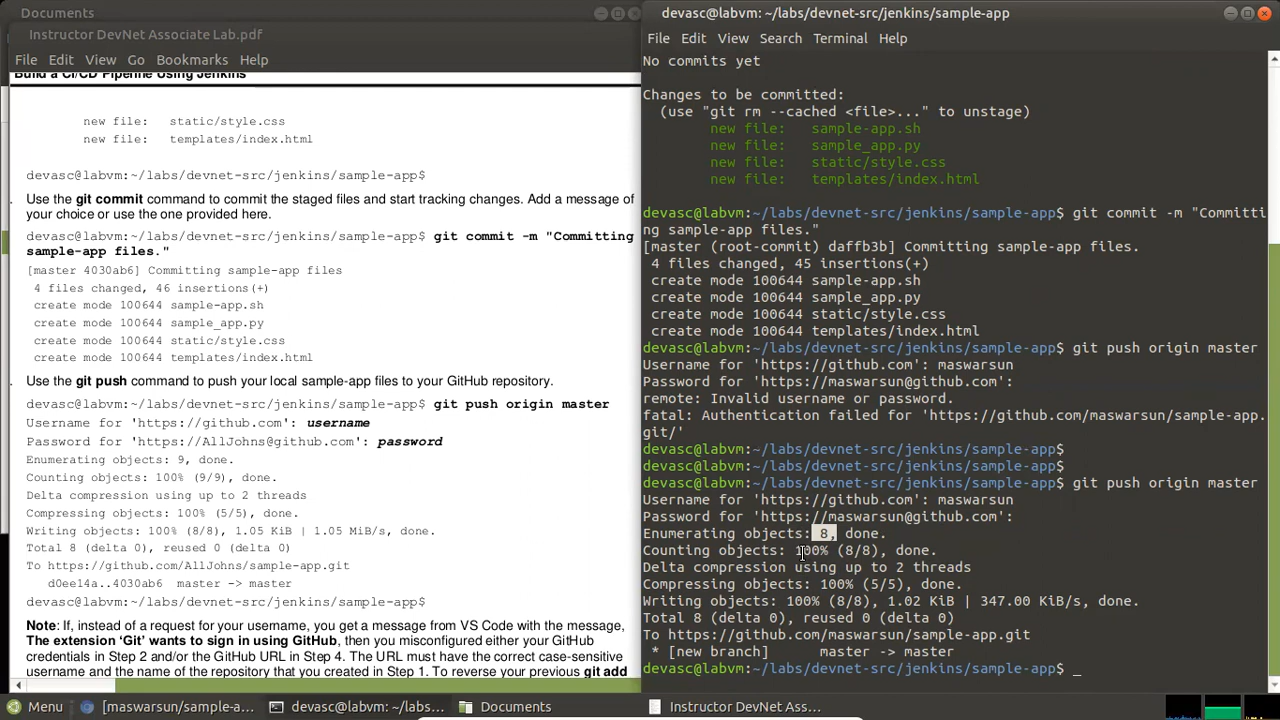 Documents
Instructor DevNet Associate Lab.pdf
File Edit View Go Bookmarks Help
Build a CI/CD Pipeline Using Jenkins
new file: static/style.css
new file: templates/index.html
devasc@labvm:~/labs/devnet-src/jenkins/sample-app$
Use the git commit command to commit the staged files and start tracking changes. Add a message of
your choice or use the one provided here.
devasc@labvm:~/labs/devnet-src/jenkins/sample-app$ git commit -m "Committing
sample-app files."
[master 4030ab6] Committing sample-app files
4 files changed, 46 insertions(+)
create mode 100644 sample-app.sh
create mode 100644 sample_app.py
create mode 100644 static/style.css
create mode 100644 templates/index.html
Use the git push command to push your local sample-app files to your GitHub repository.
devasc@labvm:~/labs/devnet-src/jenkins/sample-app$ git push origin master
Username for 'https://github.com': username
Password for 'https://AllJohns@github.com': password
Enumerating objects: 9, done.
Counting objects: 100% (9/9), done.
Delta compression using up to 2 threads
Compressing objects: 100% (5/5), done.
Writing objects: 100% (8/8), 1.05 KiB | 1.05 MiB/s, done.
Total 8 (delta 0), reused 0 (delta 0)
To https://github.com/AllJohns/sample-app.git
d0ee14a..4030ab6 master -> master
devasc@labvm:~/labs/devnet-src/jenkins/sample-app$
Note: If, instead of a request for your username, you get a message from VS Code with the message,
The extension ‘Git’ wants to sign in using GitHub, then you misconfigured either your GitHub
credentials in Step 2 and/or the GitHub URL in Step 4. The URL must have the correct case-sensitive
username and the name of the repository that you created in Step 1. To reverse your previous git add
devasc@labvm:~/labs/devnet-src/jenkins/sample-app
File Edit View Search Terminal Help
No commits yet
Changes to be committed:
(use "git rm --cached <file>..." to unstage)
new file: sample-app.sh
new file: sample_app.py
new file: static/style.css
new file: templates/index.html
devasc@labvm:~/labs/devnet-src/jenkins/sample-app$ git commit -m "Committi
ng sample-app files."
[master (root-commit) daffb3b] Committing sample-app files.
4 files changed, 45 insertions(+)
create mode 100644 sample-app.sh
create mode 100644 sample_app.py
create mode 100644 static/style.css
create mode 100644 templates/index.html
devasc@labvm:~/labs/devnet-src/jenkins/sample-app$ git push origin master
Username for 'https://github.com': maswarsun
Password for 'https://maswarsun@github.com':
remote: Invalid username or password.
fatal: Authentication failed for 'https://github.com/maswarsun/sample-app.
git/'
devasc@labvm:~/labs/devnet-src/jenkins/sample-app$
devasc@labvm:~/labs/devnet-src/jenkins/sample-app$
devasc@labvm:~/labs/devnet-src/jenkins/sample-app$ git push origin master
Username for 'https://github.com': maswarsun
Password for 'https://maswarsun@github.com':
Enumerating objects: 8, done.
Counting objects: 100% (8/8), done.
Delta compression using up to 2 threads
Compressing objects: 100% (5/5), done.
Writing objects: 100% (8/8), 1.02 KiB | 347.00 KiB/s, done.
Total 8 (delta 0), reused 0 (delta 0)
To https://github.com/maswarsun/sample-app.git
* [new branch] master -> master
devasc@labvm:~/labs/devnet-src/jenkins/sample-app$ _
Menu [maswarsun/sample-a... devasc@labvm:~/labs... Documents Instructor DevNet Ass...